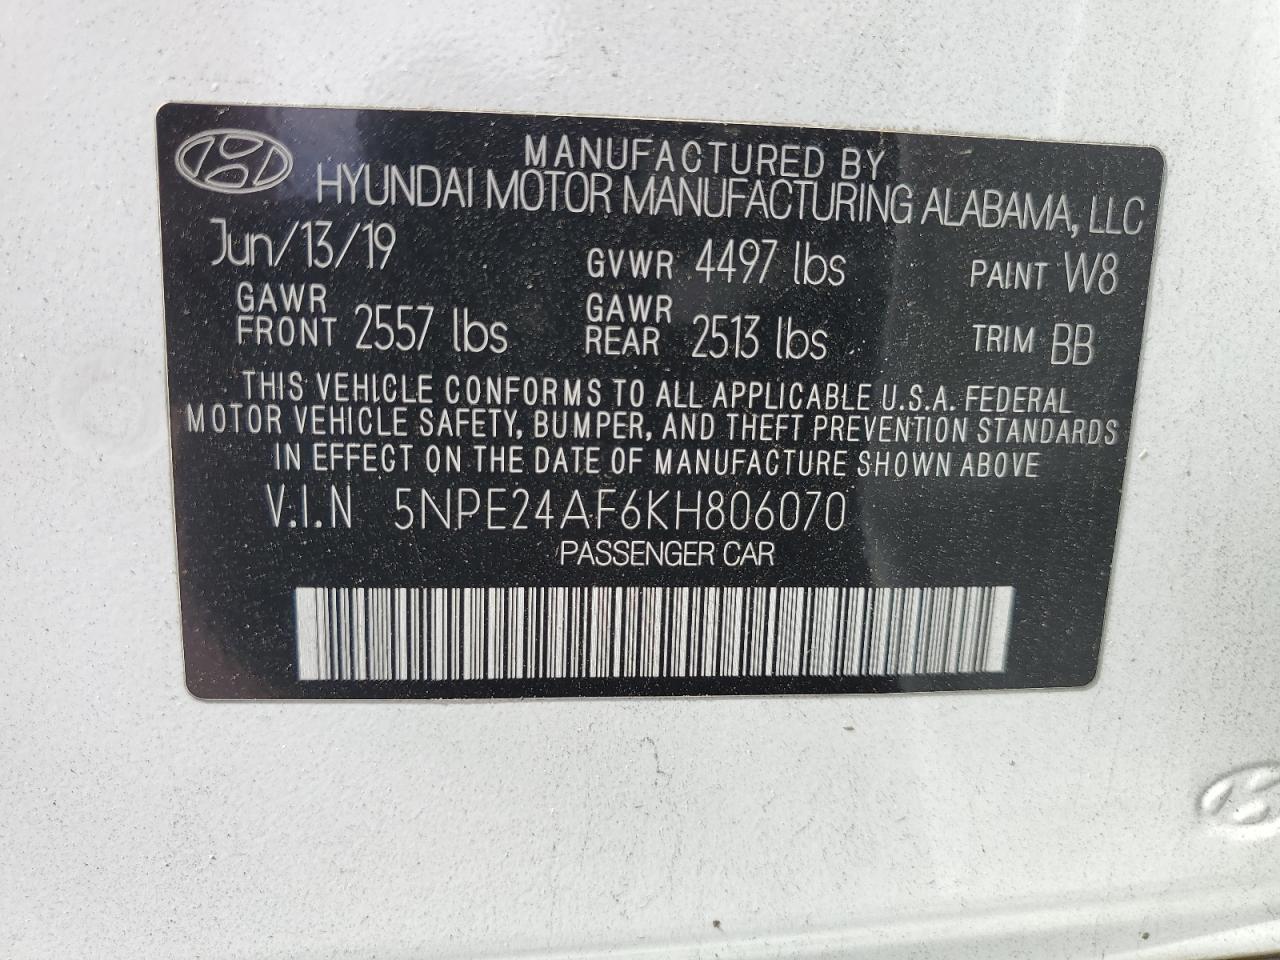 MANUFACTURED BY
HYUNDAI MOTOR MANUFACTURING ALABAMA, LLC
Jun/13/19 GVWR 4497 lbs PAINT W8
GAWR FRONT 2557 lbs GAWR REAR 2513 lbs TRIM BB
THIS VEHICLE CONFORMS TO ALL APPLICABLE U.S.A. FEDERAL
MOTOR VEHICLE SAFETY, BUMPER, AND THEFT PREVENTION STANDARDS
IN EFFECT ON THE DATE OF MANUFACTURE SHOWN ABOVE
V.I.N 5NPE24AF6KH806070
PASSENGER CAR